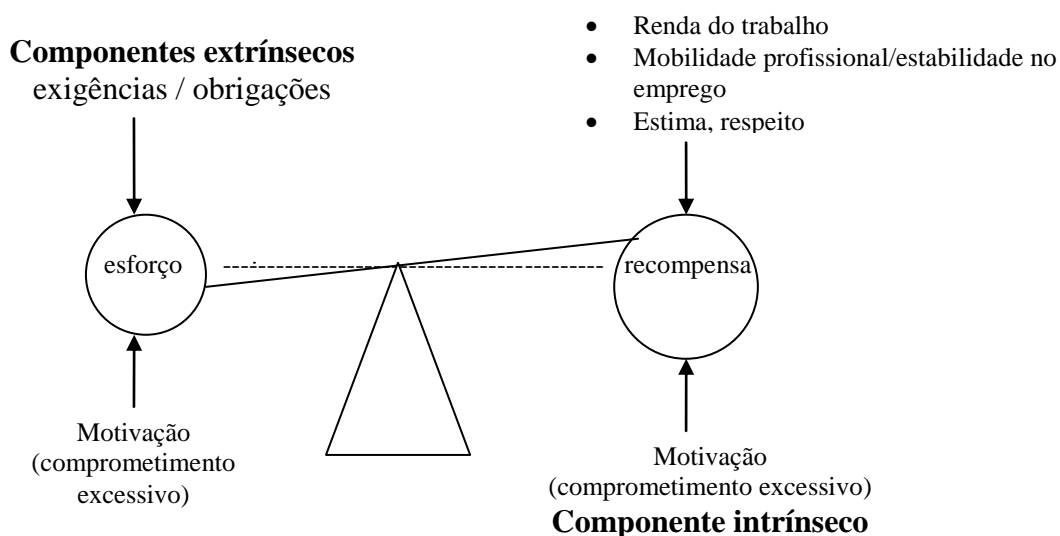 Componentes extrínsecos
exigências / obrigações
• Renda do trabalho
• Mobilidade profissional/estabilidade no
emprego
• Estima, respeito
esforço
recompensa
Motivação
(comprometimento
excessivo)
Motivação
(comprometimento excessivo)
Componente intrínseco